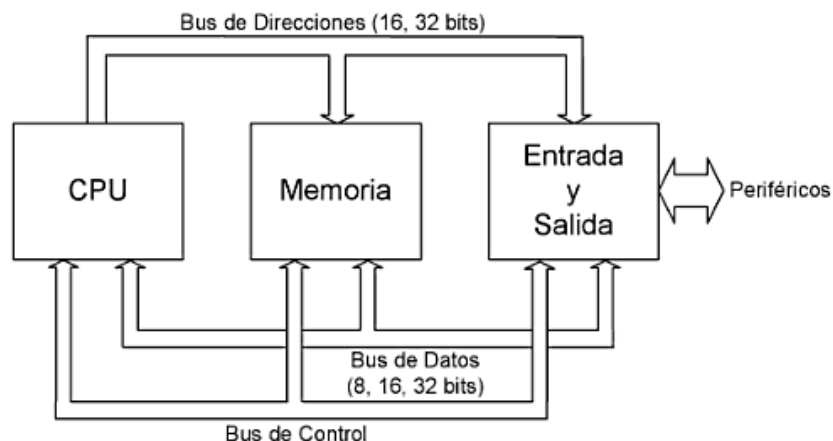 Bus de Direcciones (16, 32 bits)
CPU
Memoria
Entrada
y
Salida
Periféricos
Bus de Datos
(8, 16, 32 bits)
Bus de Control